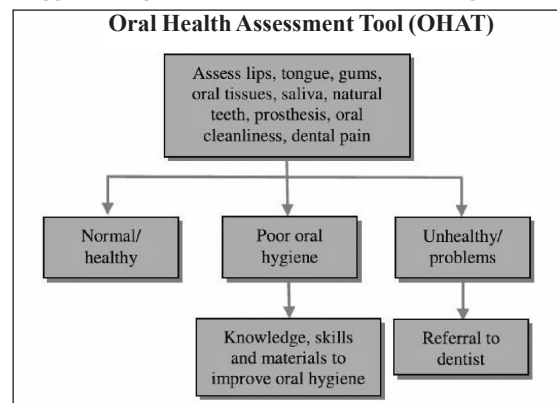 Oral Health Assessment Tool (OHAT)
Assess lips, tongue, gums,
oral tissues, saliva, natural
teeth, prosthesis, oral
cleanliness, dental pain
Normal/
healthy
Poor oral
hygiene
Unhealthy/
problems
Knowledge, skills
and materials to
improve oral hygiene
Referral to
dentist